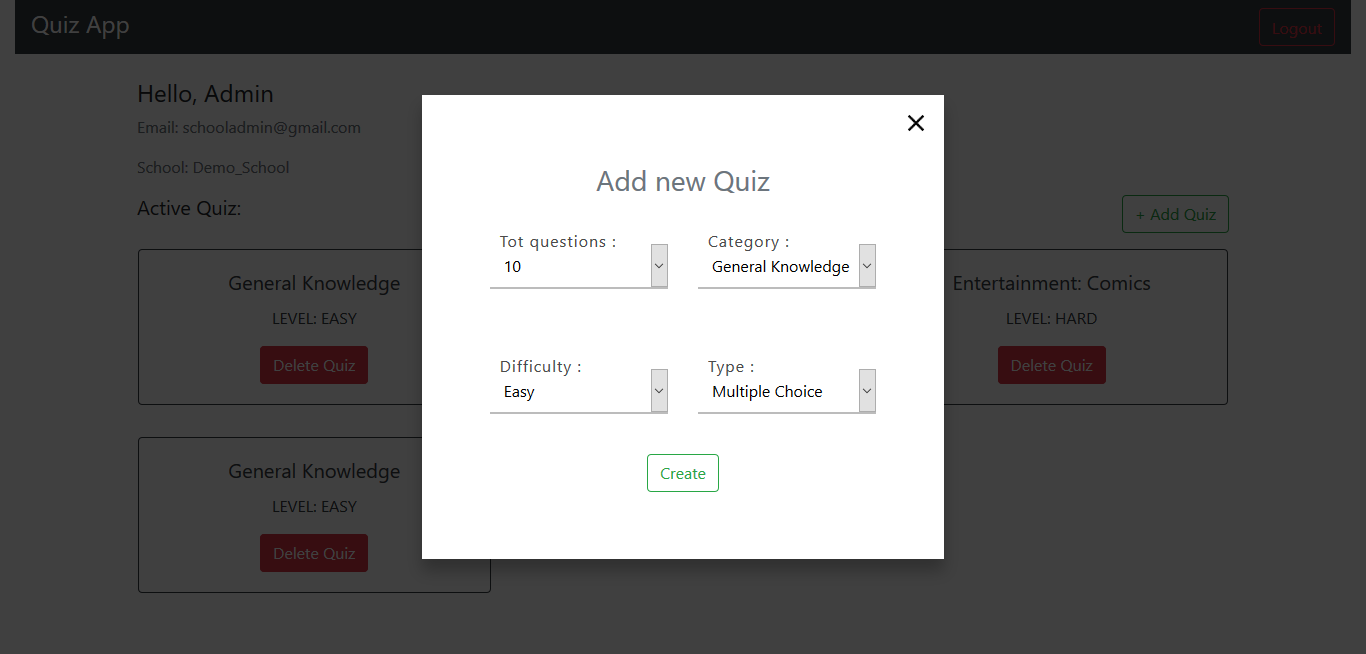 Quiz App
Logout
Hello, Admin
Email: schooladmin@gmail.com
School: Demo_School
Active Quiz:
+ Add Quiz
General Knowledge
LEVEL: EASY
Delete Quiz
Entertainment: Comics
LEVEL: HARD
Delete Quiz
General Knowledge
LEVEL: EASY
Delete Quiz
Add new Quiz
Tot questions :
10
Category :
General Knowledge
Difficulty :
Easy
Type :
Multiple Choice
Create